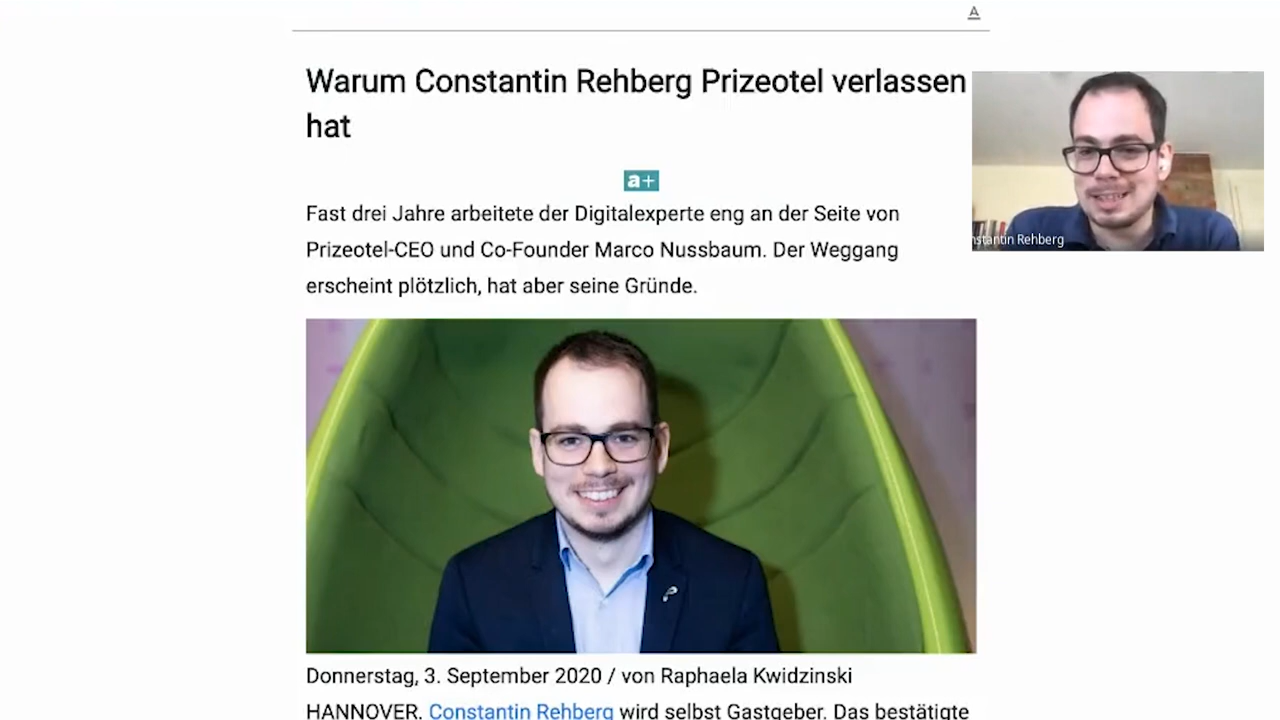 A
Warum Constantin Rehberg Prizeotel verlassen
hat
a+
Fast drei Jahre arbeitete der Digitalexperte eng an der Seite von
Prizeotel-CEO und Co-Founder Marco Nussbaum. Der Weggang
erscheint plötzlich, hat aber seine Gründe.
nstantin Rehberg
Donnerstag, 3. September 2020 / von Raphaela Kwidzinski
HANNOVER. Constantin Rehberg wird selbst Gastgeber. Das bestätigte